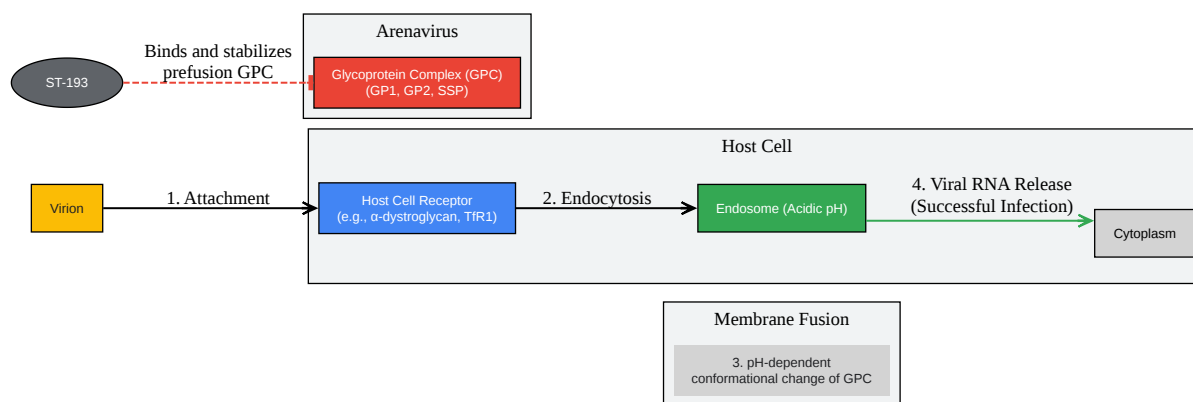 Arenavirus
Binds and stabilizes
prefusion GPC
ST-193
Glycoprotein Complex (GPC)
(GP1, GP2, SSP)
Host Cell
Virion
1. Attachment
Host Cell Receptor
(e.g., α-dystroglycan, TfR1)
2. Endocytosis
Endosome (Acidic pH)
4. Viral RNA Release
(Successful Infection)
Cytoplasm
Membrane Fusion
3. pH-dependent
conformational change of GPC